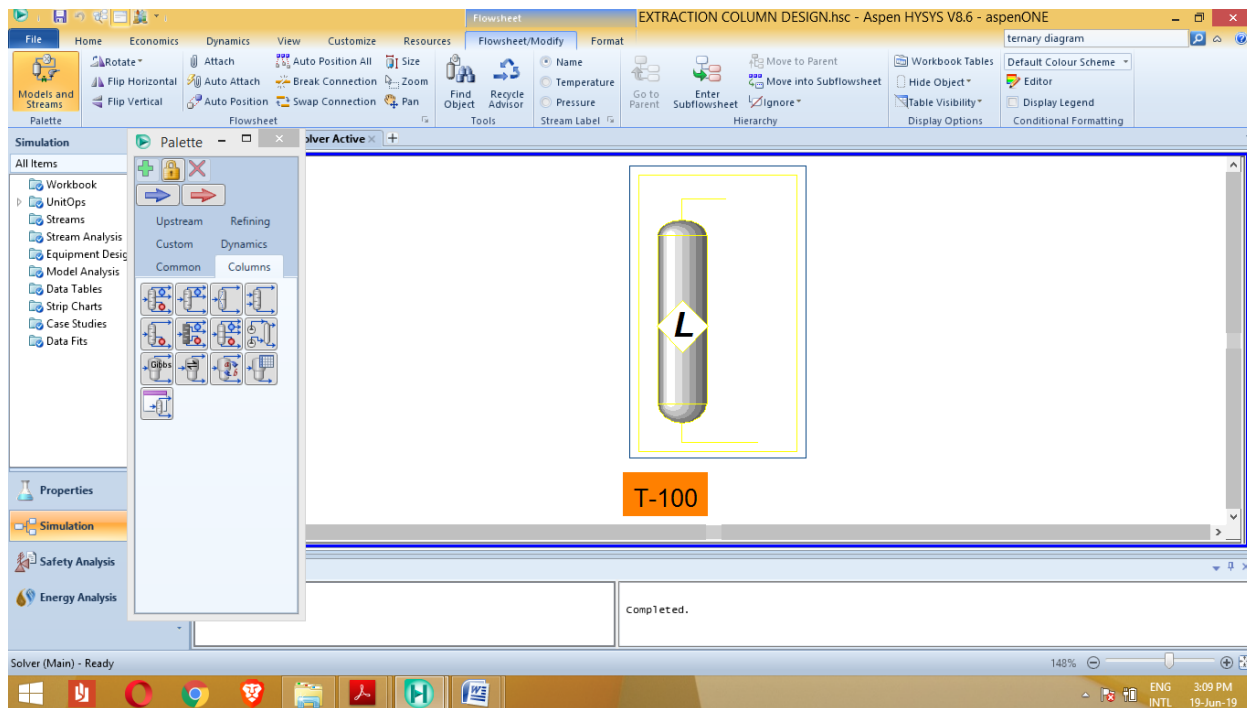 Flowsheet
EXTRACTION COLUMN DESIGN.hsc - Aspen HYSYS V8.6 - aspenONE
File Home Economics Dynamics View Customize Resources Flowsheet/Modify Format
ternary diagram
Models and Streams
Rotate
Flip Horizontal
Flip Vertical
Palette
Attach
Auto Attach
Auto Position
Auto Position All
Break Connection
Swap Connection
Size
Zoom
Pan
Flowsheet
Find Object
Recycle Advisor
Tools
Name
Temperature
Pressure
Stream Label
Go to Parent
Enter Subflowsheet
Move to Parent
Move into Subflowsheet
Ignore
Hierarchy
Workbook Tables
Hide Object
Table Visibility
Display Options
Default Colour Scheme
Editor
Display Legend
Conditional Formatting
Simulation
All Items
Workbook
UnitOps
Streams
Stream Analysis
Equipment Desig
Model Analysis
Data Tables
Strip Charts
Case Studies
Data Fits
Properties
Simulation
Safety Analysis
Energy Analysis
Palette
Upstream Refining
Custom Dynamics
Common Columns
Gibbs
olver Active
L
T-100
Completed.
Solver (Main) - Ready
148%
ENG
INTL
3:09 PM
19-Jun-19